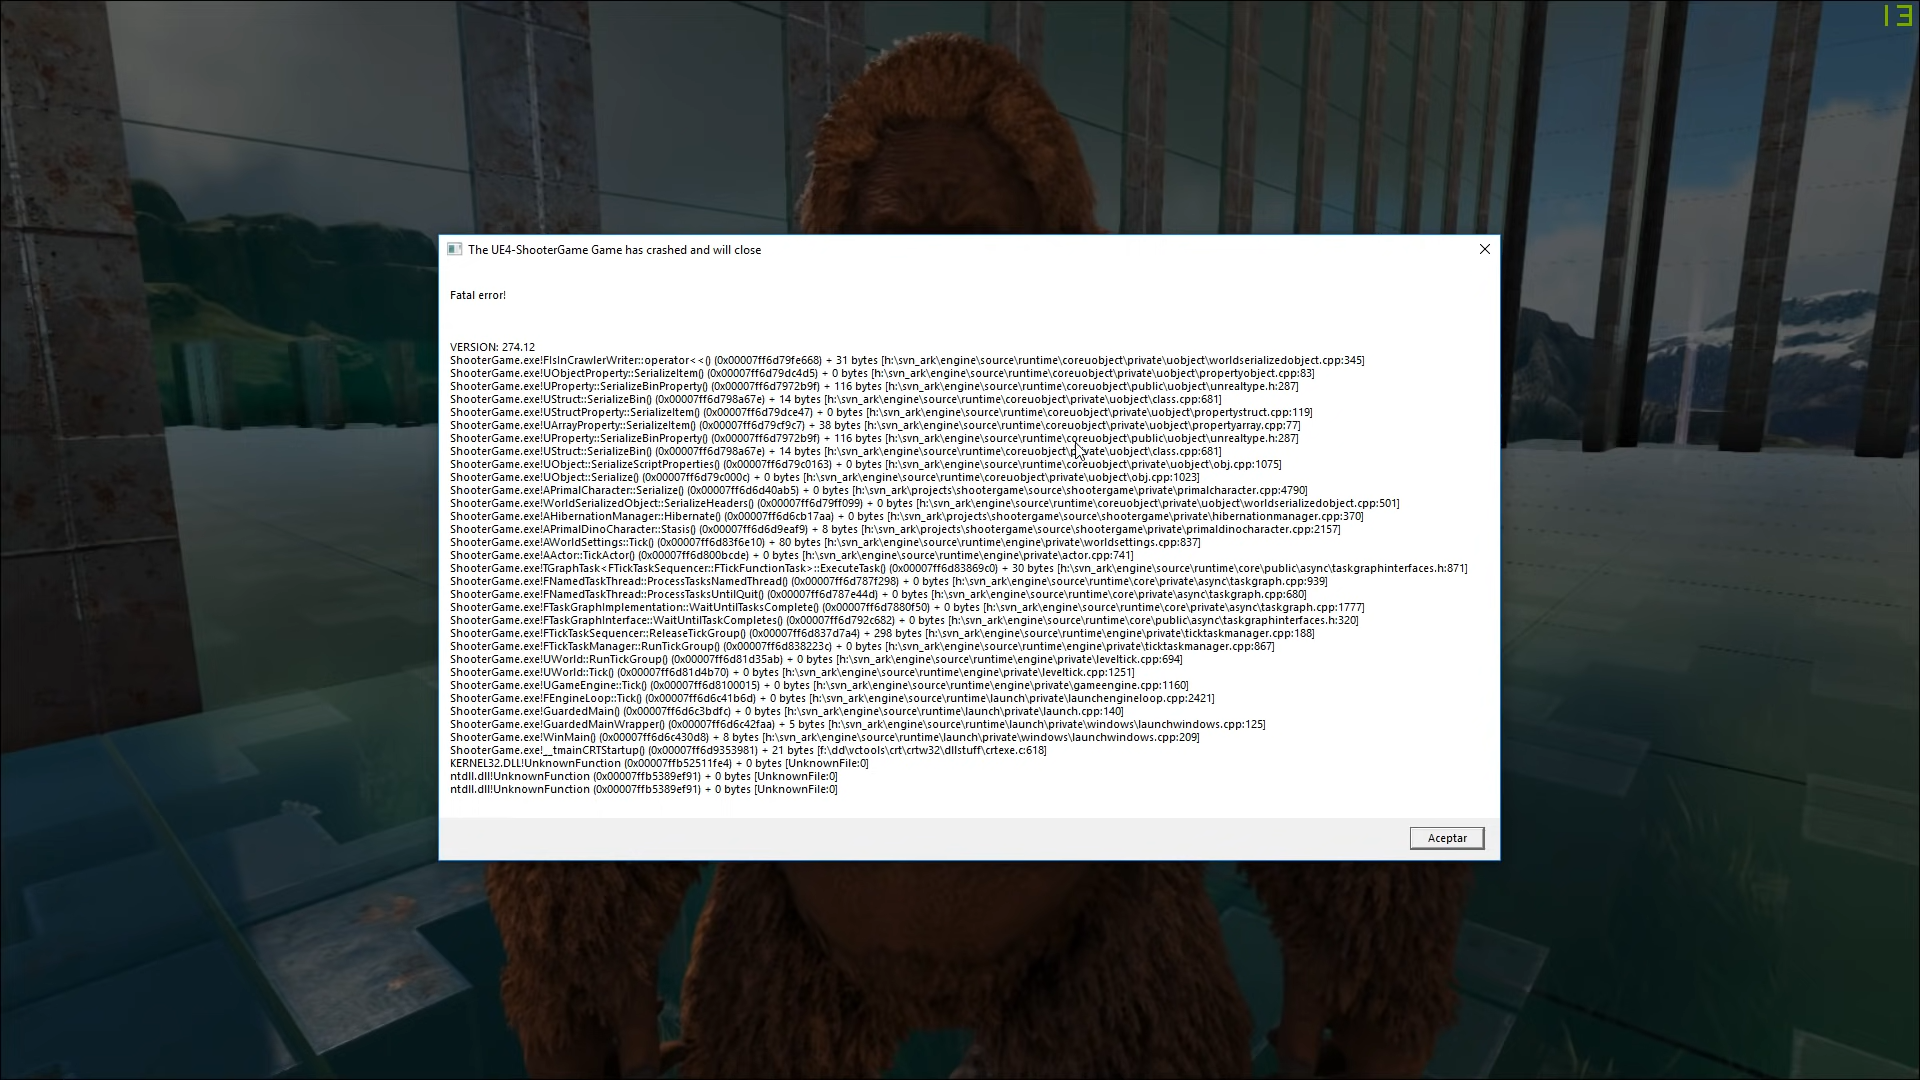 13
The UE4-ShooterGame Game has crashed and will close
Fatal error!
VERSION: 274.12
ShooterGame.exe!FIsInCrawlerWriter::operator<<() (0x00007ff6d79fe668) + 31 bytes [h:\svn_ark\engine\source\runtime\coreuobject\private\uobject\worldserializedobject.cpp:345]
ShooterGame.exe!UObjectProperty::SerializeItem() (0x00007ff6d79dc4d5) + 0 bytes [h:\svn_ark\engine\source\runtime\coreuobject\private\uobject\propertyobject.cpp:83]
ShooterGame.exe!UProperty::SerializeBinProperty() (0x00007ff6d7972b9f) + 116 bytes [h:\svn_ark\engine\source\runtime\coreuobject\public\uobject\unrealtype.h:287]
ShooterGame.exe!UStruct::SerializeBin() (0x00007ff6d798a67e) + 14 bytes [h:\svn_ark\engine\source\runtime\coreuobject\private\uobject\class.cpp:681]
ShooterGame.exe!UStructProperty::SerializeItem() (0x00007ff6d79dce47) + 0 bytes [h:\svn_ark\engine\source\runtime\coreuobject\private\uobject\propertystruct.cpp:119]
ShooterGame.exe!UArrayProperty::SerializeItem() (0x00007ff6d79cf9c7) + 38 bytes [h:\svn_ark\engine\source\runtime\coreuobject\private\uobject\propertyarray.cpp:77]
ShooterGame.exe!UProperty::SerializeBinProperty() (0x00007ff6d7972b9f) + 116 bytes [h:\svn_ark\engine\source\runtime\coreuobject\public\uobject\unrealtype.h:287]
ShooterGame.exe!UStruct::SerializeBin() (0x00007ff6d798a67e) + 14 bytes [h:\svn_ark\engine\source\runtime\coreuobject\private\uobject\class.cpp:681]
ShooterGame.exe!UObject::SerializeScriptProperties() (0x00007ff6d79c0163) + 0 bytes [h:\svn_ark\engine\source\runtime\coreuobject\private\uobject\obj.cpp:1075]
ShooterGame.exe!UObject::Serialize() (0x00007ff6d79c000c) + 0 bytes [h:\svn_ark\engine\source\runtime\coreuobject\private\uobject\obj.cpp:1023]
ShooterGame.exe!APrimalCharacter::Serialize() (0x00007ff6d6d40ab5) + 0 bytes [h:\svn_ark\projects\shootergame\source\shootergame\private\primalcharacter.cpp:4790]
ShooterGame.exe!WorldSerializedObject::SerializeHeaders() (0x00007ff6d79ff099) + 0 bytes [h:\svn_ark\engine\source\runtime\coreuobject\private\uobject\worldserializedobject.cpp:501]
ShooterGame.exe!AHibernationManager::Hibernate() (0x00007ff6d6cb17aa) + 0 bytes [h:\svn_ark\projects\shootergame\source\shootergame\private\hibernationmanager.cpp:370]
ShooterGame.exe!APrimalDinoCharacter::Stasis() (0x00007ff6d6d9eaf9) + 8 bytes [h:\svn_ark\projects\shootergame\source\shootergame\private\primaldinocharacter.cpp:2157]
ShooterGame.exe!AWorldSettings::Tick() (0x00007ff6d83f6e10) + 80 bytes [h:\svn_ark\engine\source\runtime\engine\private\worldsettings.cpp:837]
ShooterGame.exe!AActor::TickActor() (0x00007ff6d800bcde) + 0 bytes [h:\svn_ark\engine\source\runtime\engine\private\actor.cpp:741]
ShooterGame.exe!TGraphTask<FTickTaskSequencer::FTickFunctionTask>::ExecuteTask() (0x00007ff6d83869c0) + 30 bytes [h:\svn_ark\engine\source\runtime\core\public\async\taskgraphinterfaces.h:871]
ShooterGame.exe!FNamedTaskThread::ProcessTasksNamedThread() (0x00007ff6d787f298) + 0 bytes [h:\svn_ark\engine\source\runtime\core\private\async\taskgraph.cpp:939]
ShooterGame.exe!FNamedTaskThread::ProcessTasksUntilQuit() (0x00007ff6d787e44d) + 0 bytes [h:\svn_ark\engine\source\runtime\core\private\async\taskgraph.cpp:680]
ShooterGame.exe!FTaskGraphImplementation::WaitUntilTasksComplete() (0x00007ff6d7880f50) + 0 bytes [h:\svn_ark\engine\source\runtime\core\private\async\taskgraph.cpp:1777]
ShooterGame.exe!FTaskGraphInterface::WaitUntilTaskCompletes() (0x00007ff6d792c682) + 0 bytes [h:\svn_ark\engine\source\runtime\core\public\async\taskgraphinterfaces.h:320]
ShooterGame.exe!FTickTaskSequencer::ReleaseTickGroup() (0x00007ff6d837d7a4) + 298 bytes [h:\svn_ark\engine\source\runtime\engine\private\ticktaskmanager.cpp:188]
ShooterGame.exe!FTickTaskManager::RunTickGroup() (0x00007ff6d838223c) + 0 bytes [h:\svn_ark\engine\source\runtime\engine\private\ticktaskmanager.cpp:867]
ShooterGame.exe!UWorld::RunTickGroup() (0x00007ff6d81d35ab) + 0 bytes [h:\svn_ark\engine\source\runtime\engine\private\leveltick.cpp:694]
ShooterGame.exe!UWorld::Tick() (0x00007ff6d81d4b70) + 0 bytes [h:\svn_ark\engine\source\runtime\engine\private\leveltick.cpp:1251]
ShooterGame.exe!UGameEngine::Tick() (0x00007ff6d8100015) + 0 bytes [h:\svn_ark\engine\source\runtime\engine\private\gameengine.cpp:1160]
ShooterGame.exe!FEngineLoop::Tick() (0x00007ff6d6c41b6d) + 0 bytes [h:\svn_ark\engine\source\runtime\launch\private\launchengineloop.cpp:2421]
ShooterGame.exe!GuardedMain() (0x00007ff6d6c3bdfc) + 0 bytes [h:\svn_ark\engine\source\runtime\launch\private\launch.cpp:140]
ShooterGame.exe!GuardedMainWrapper() (0x00007ff6d6c42faa) + 5 bytes [h:\svn_ark\engine\source\runtime\launch\private\windows\launchwindows.cpp:125]
ShooterGame.exe!WinMain() (0x00007ff6d6c430d8) + 8 bytes [h:\svn_ark\engine\source\runtime\launch\private\windows\launchwindows.cpp:209]
ShooterGame.exe!__tmainCRTStartup() (0x00007ff6d9353981) + 21 bytes [f:\dd\vctools\crt\crtw32\dllstuff\crtexe.c:618]
KERNEL32.DLL!UnknownFunction (0x00007ffb52511fe4) + 0 bytes [UnknownFile:0]
ntdll.dll!UnknownFunction (0x00007ffb5389ef91) + 0 bytes [UnknownFile:0]
ntdll.dll!UnknownFunction (0x00007ffb5389ef91) + 0 bytes [UnknownFile:0]
Aceptar